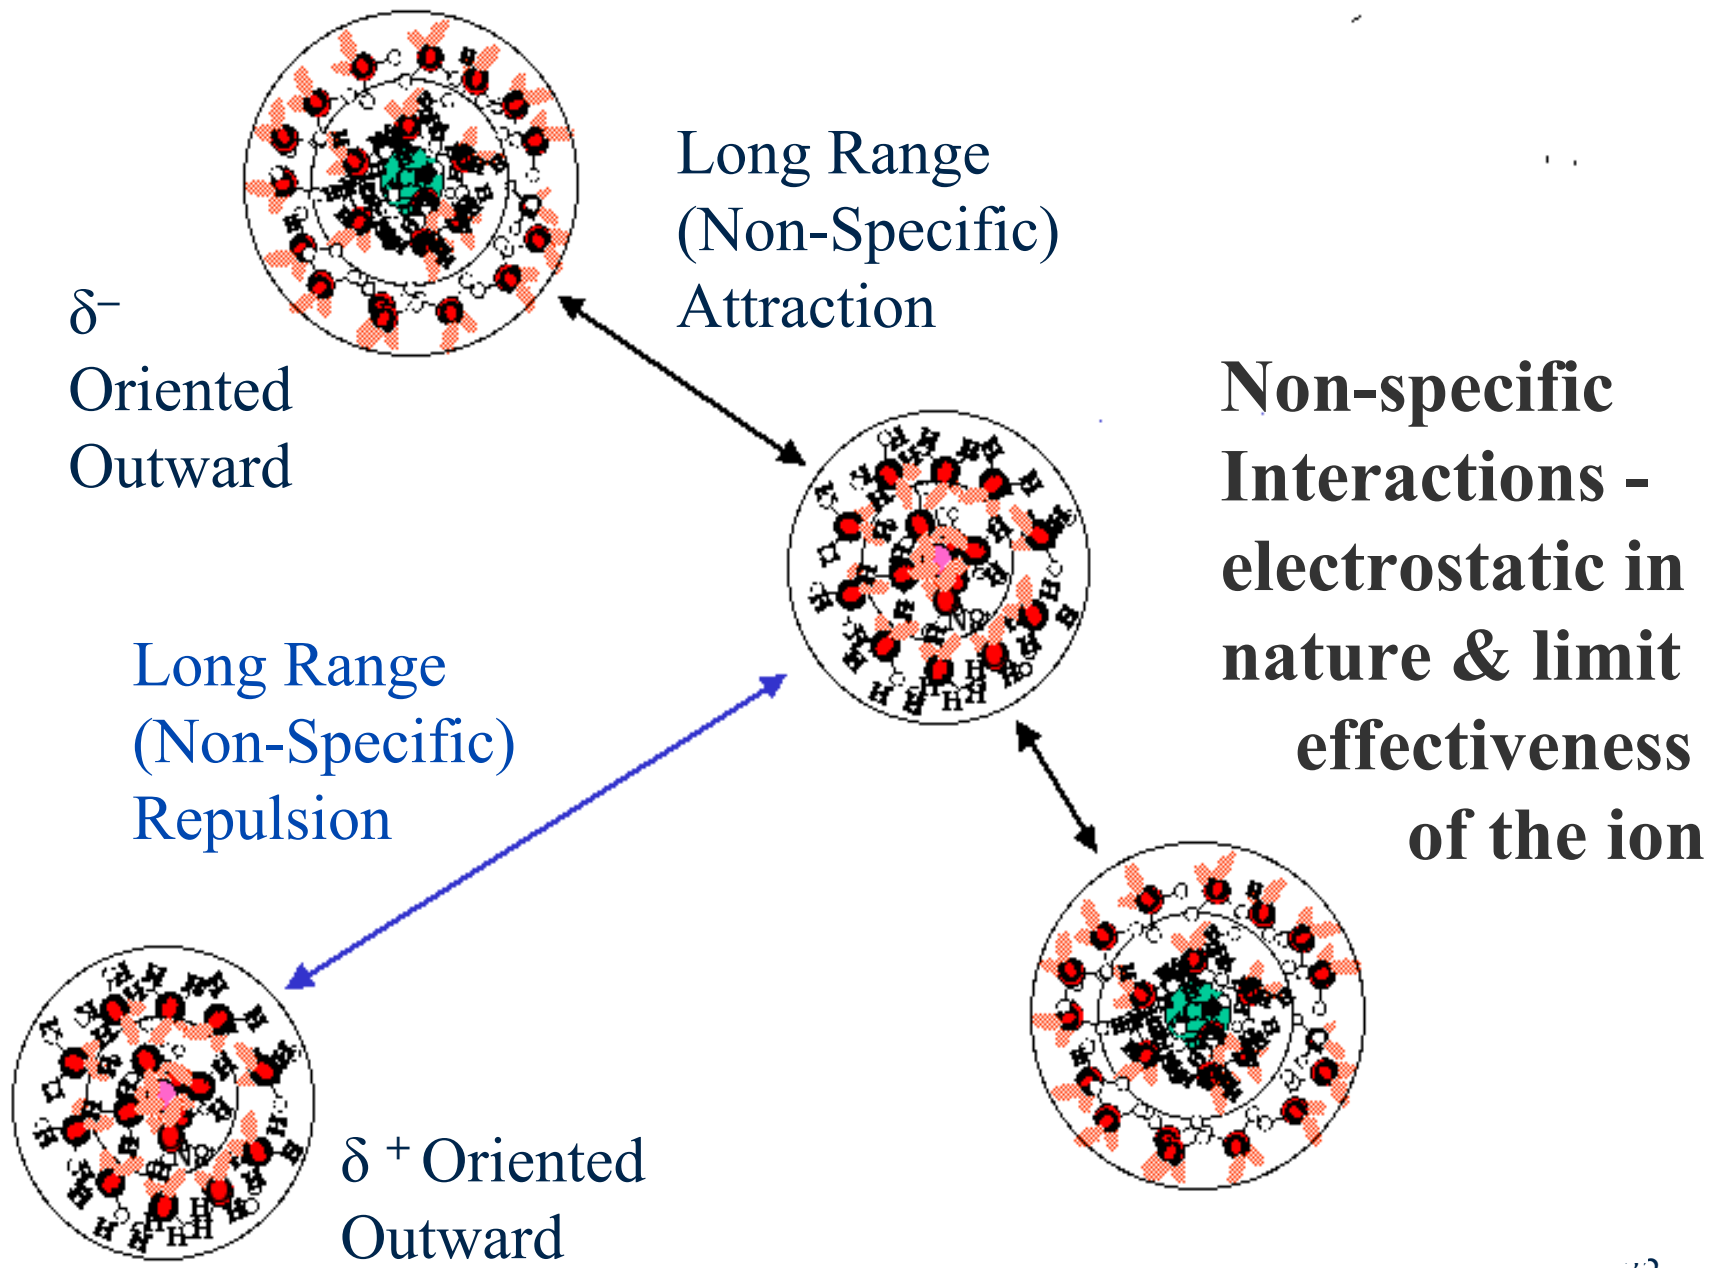 Long Range
(Non-Specific)
Attraction
δ–
Oriented
Outward
Non-specific
Interactions -
electrostatic in
nature & limit
effectiveness
of the ion
Long Range
(Non-Specific)
Repulsion
δ + Oriented
Outward